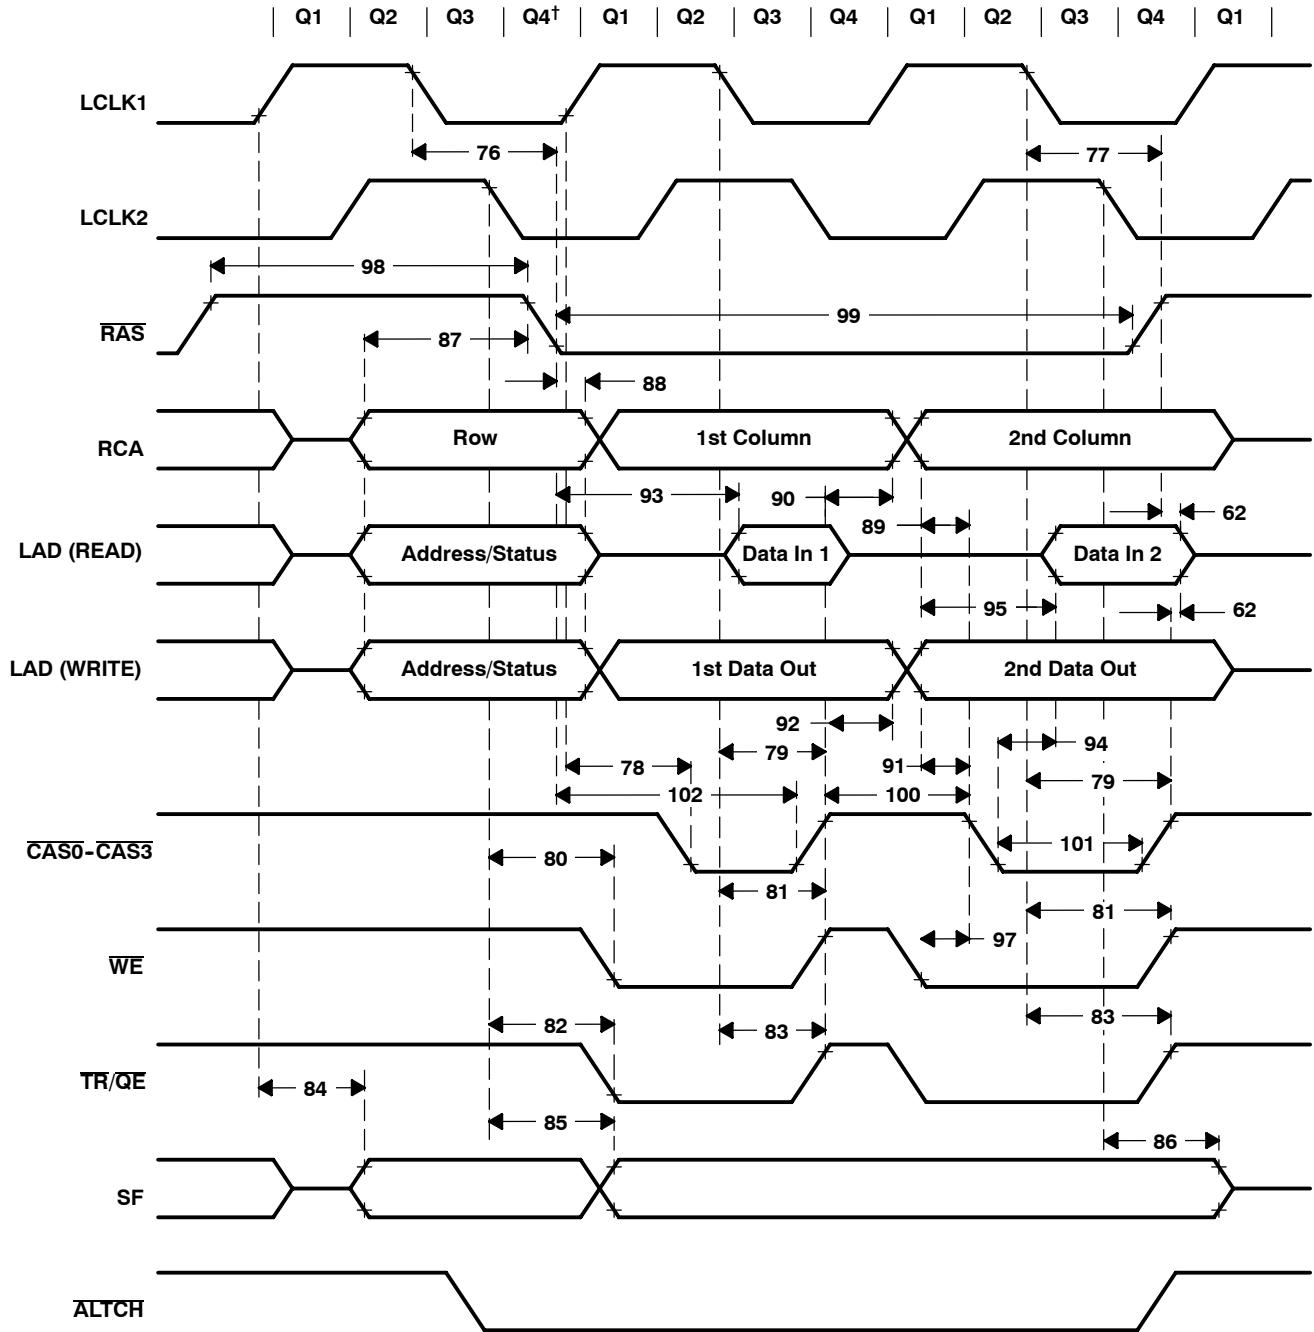 Q1 Q2 Q3 Q4† Q1 Q2 Q3 Q4 Q1 Q2 Q3 Q4 Q1
LCLK1
76 77
LCLK2
98
RAS 99
87
88
RCA Row 1st Column 2nd Column
93 90
89 62
LAD (READ) Address/Status Data In 1 Data In 2
95 62
LAD (WRITE) Address/Status 1st Data Out 2nd Data Out
92
94
79
78 91
79
102 100
CAS0-CAS3 101
80
81
81
97
WE
83
82 83
TR/QE
84
85
86
SF
ALTCH